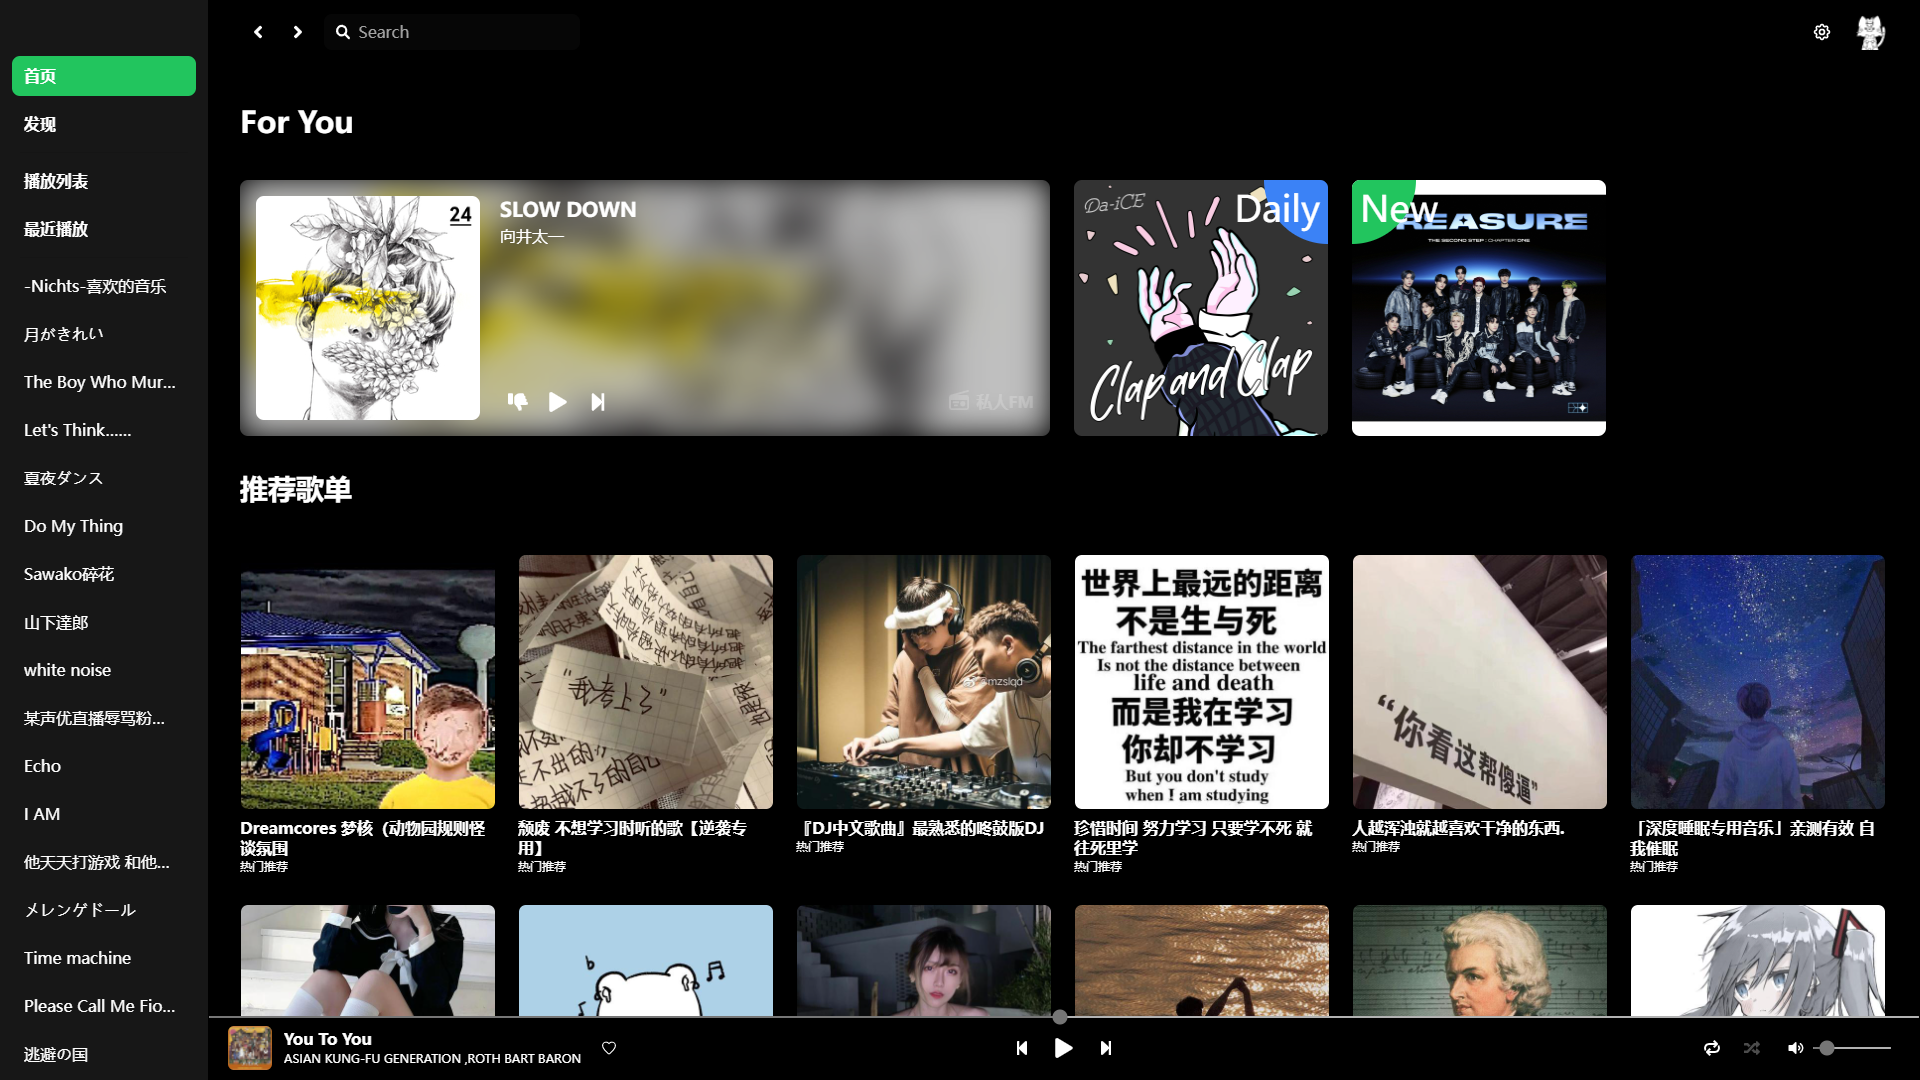 Search
首页
发现
播放列表
最近播放
-Nichts-喜欢的音乐
月がきれい
The Boy Who Mur...
Let's Think......
夏夜ダンス
Do My Thing
Sawako碎花
山下達郎
white noise
某声优直播辱骂粉...
Echo
I AM
他天天打游戏 和他...
メレンゲドール
Time machine
Please Call Me Fio...
逃避の国
For You
24
SLOW DOWN
向井太一
私人FM
Da-iCE
Daily
Clap and Clap
New
REASURE
THE SECOND STEP : CHAPTER ONE
推荐歌单
"我考上了"
@mzslqd
世界上最远的距离
不是生与死
The farthest distance in the world
Is not the distance between
life and death
而是我在学习
你却不学习
But you don't study
when I am studying
“你看这帮傻逼”
Dreamcores 梦核（动物园规则怪
谈氛围
热门推荐
颓废 不想学习时听的歌【逆袭专
用】
热门推荐
『DJ中文歌曲』最熟悉的咚鼓版DJ
热门推荐
珍惜时间 努力学习 只要学不死 就
往死里学
热门推荐
人越浑浊就越喜欢干净的东西.
热门推荐
「深度睡眠专用音乐」亲测有效 自
我催眠
热门推荐
You To You
ASIAN KUNG-FU GENERATION ,ROTH BART BARON